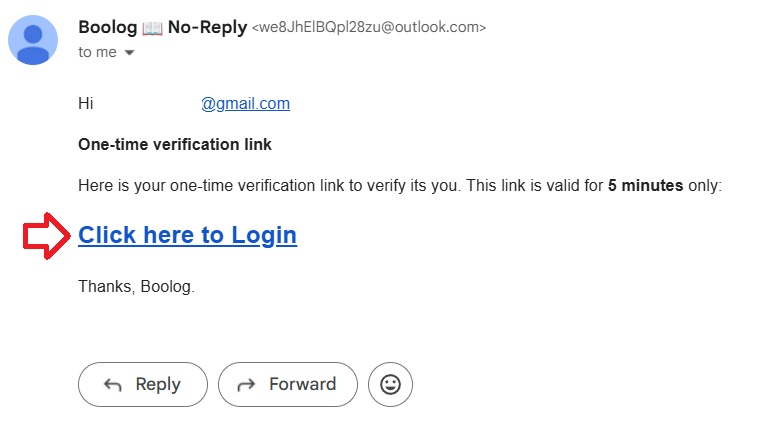 Boolog 📖 No-Reply <we8JhElBQpl28zu@outlook.com>
to me
Hi @gmail.com
One-time verification link
Here is your one-time verification link to verify its you. This link is valid for 5 minutes only:
Click here to Login
Thanks, Boolog.
Reply Forward